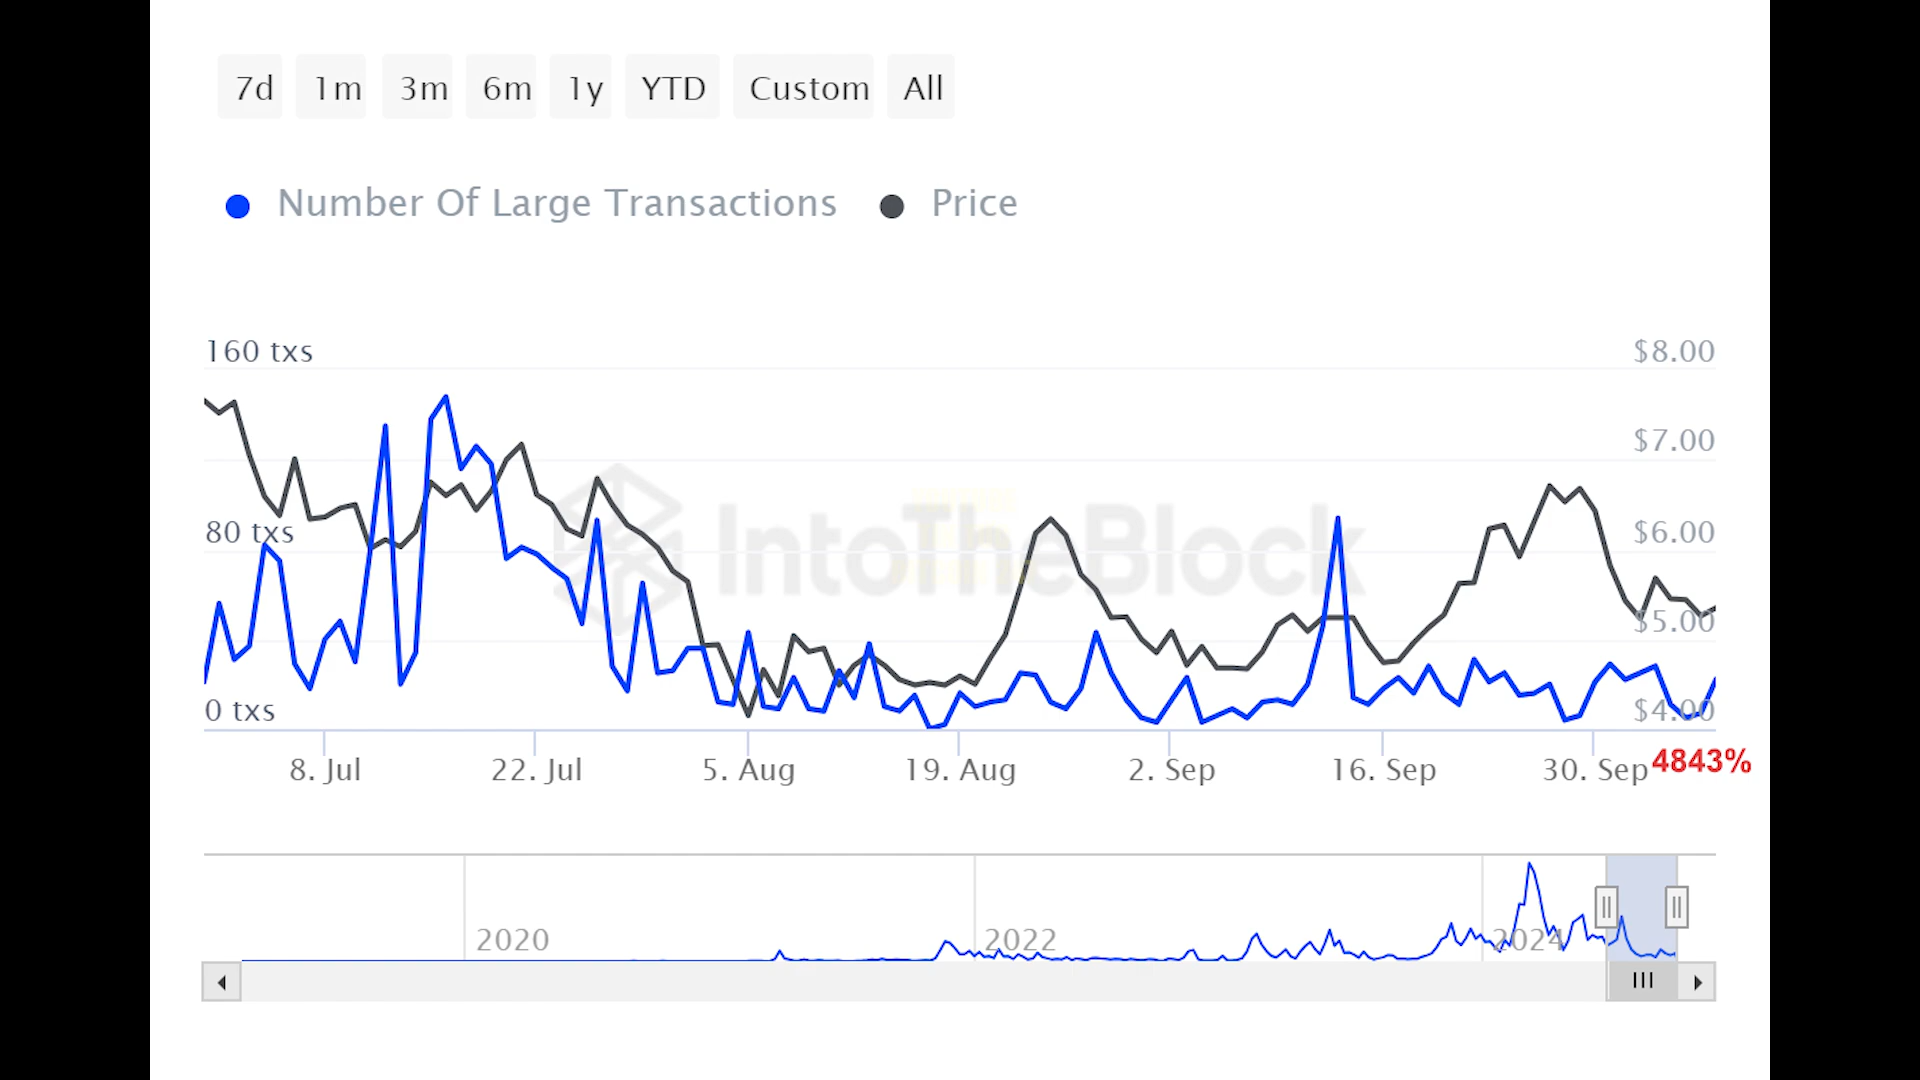 7d 1m 3m 6m 1y YTD Custom All
Number Of Large Transactions Price
160 txs $8.00
$7.00
IntoTheBlock
80 txs $6.00
$5.00
0 txs $4.00
8. Jul 22. Jul 5. Aug 19. Aug 2. Sep 16. Sep 30. Sep 4843%
2020 2022 2024